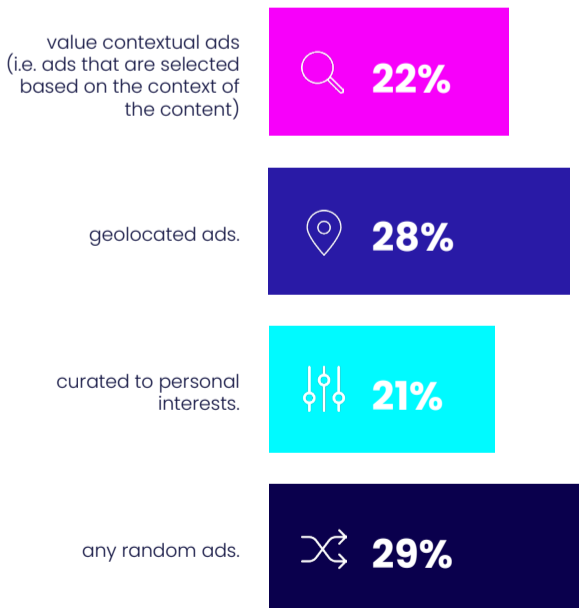 value contextual ads
(i.e. ads that are selected
based on the context of
the content)
22%
geolocated ads.
28%
curated to personal
interests.
21%
any random ads.
29%